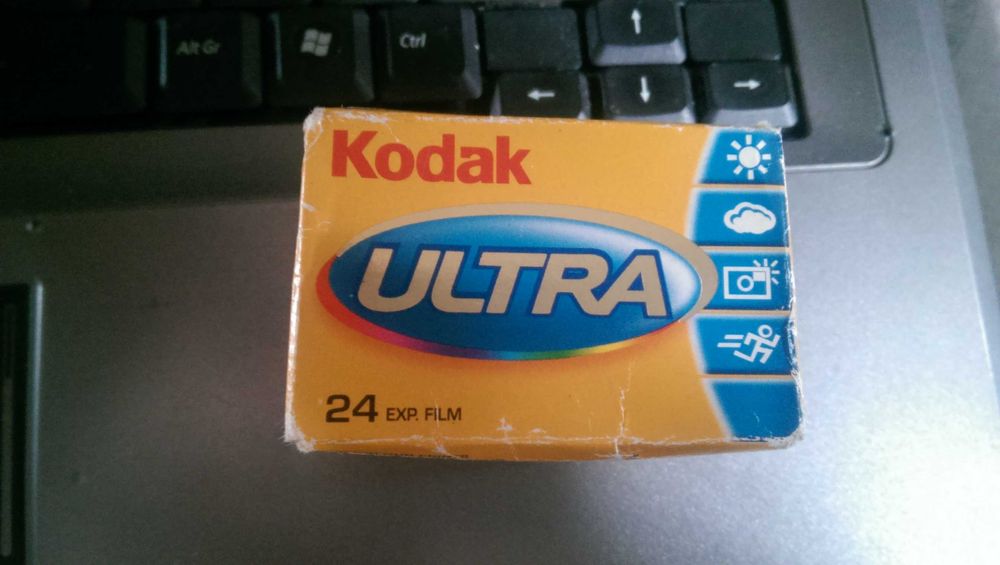 Alt Gr
Ctrl
Kodak
ULTRA
24 EXP. FILM